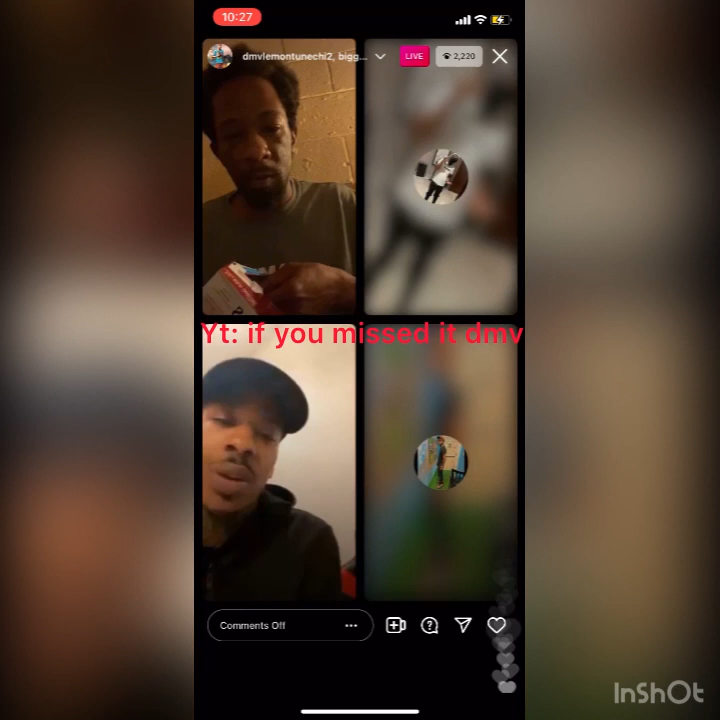 10:27
dmvlemontunechi2, bigg...
LIVE
2,220
Yt: if you missed it dmv
Comments Off
InShOt